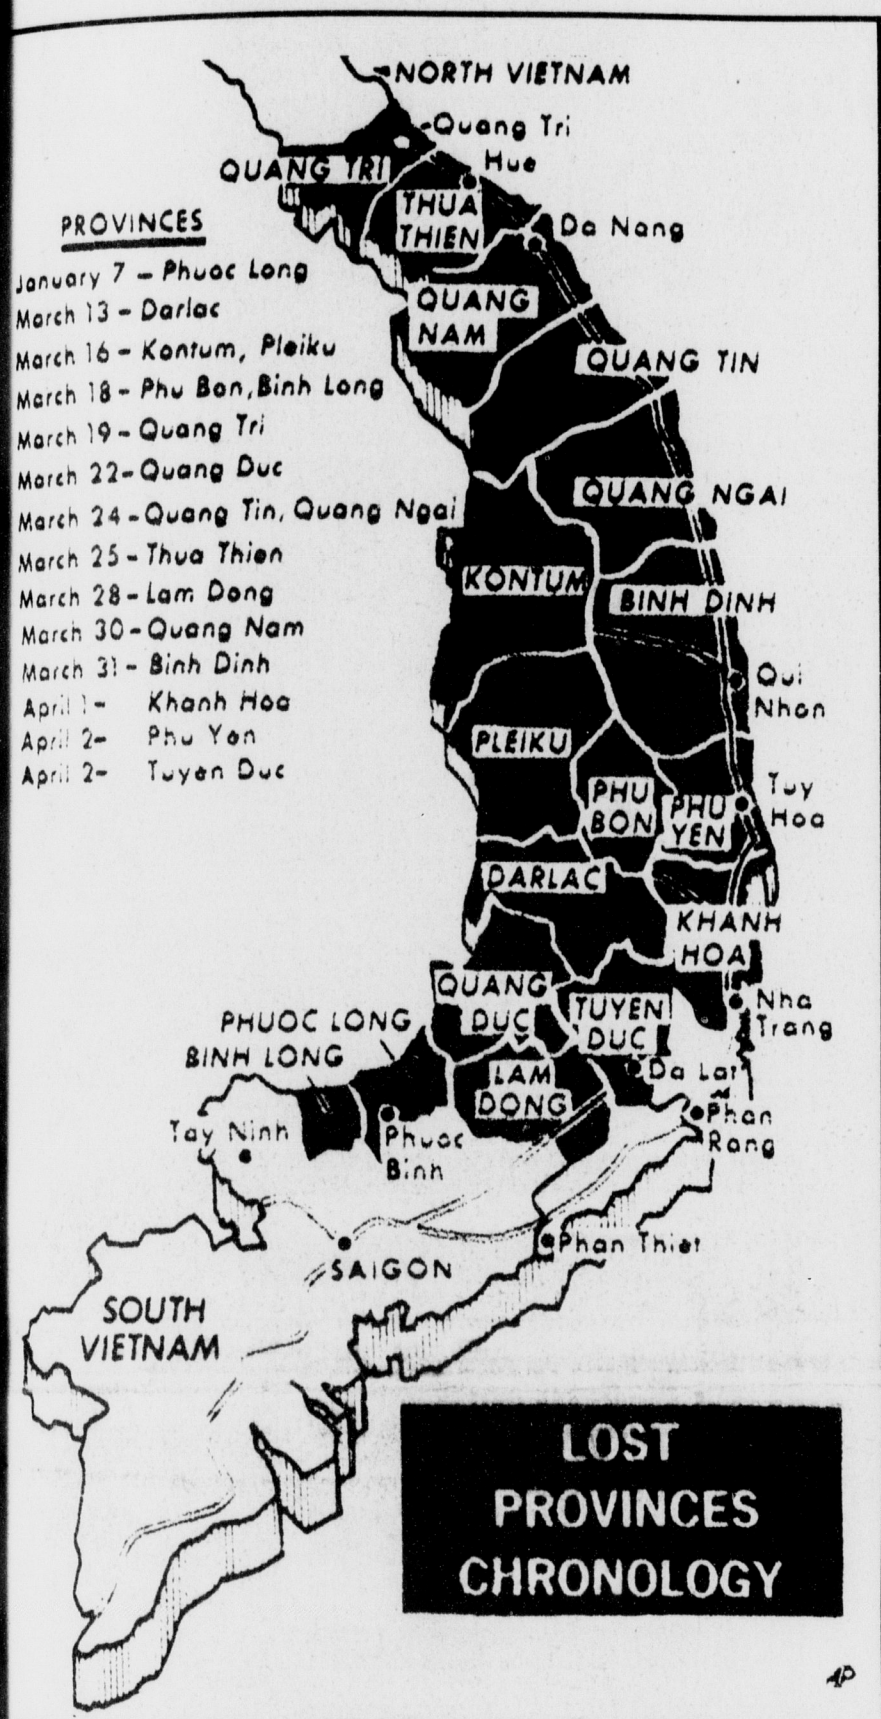 NORTH VIETNAM
Quang Tri
QUANG TRI
Hue
THUA
THIEN
Da Nang
PROVINCES
January 7 - Phuoc Long
March 13 - Darlac
March 16 - Kontum, Pleiku
March 18 - Phu Bon, Binh Long
March 19 - Quang Tri
March 22 - Quang Duc
March 24 - Quang Tin, Quang Ngai
March 25 - Thua Thien
March 28 - Lam Dong
March 30 - Quang Nam
March 31 - Binh Dinh
April 1- Khanh Hoa
April 2- Phu Yen
April 2- Tuyen Duc
QUANG
NAM
QUANG TIN
QUANG NGAI
KONTUM
BINH DINH
Qui
Nhon
PLEIKU
PHU
BON
PHU
YEN
Tuy
Hoa
DARLAC
KHANH
HOA
QUANG
DUC
TUYEN
DUC
Nha
Trang
PHUOC LONG
BINH LONG
LAM
DONG
Da Lat
Tay Ninh
Phuoc
Binh
Phan
Rang
Phan Thiet
SAIGON
SOUTH
VIETNAM
LOST
PROVINCES
CHRONOLOGY
AP